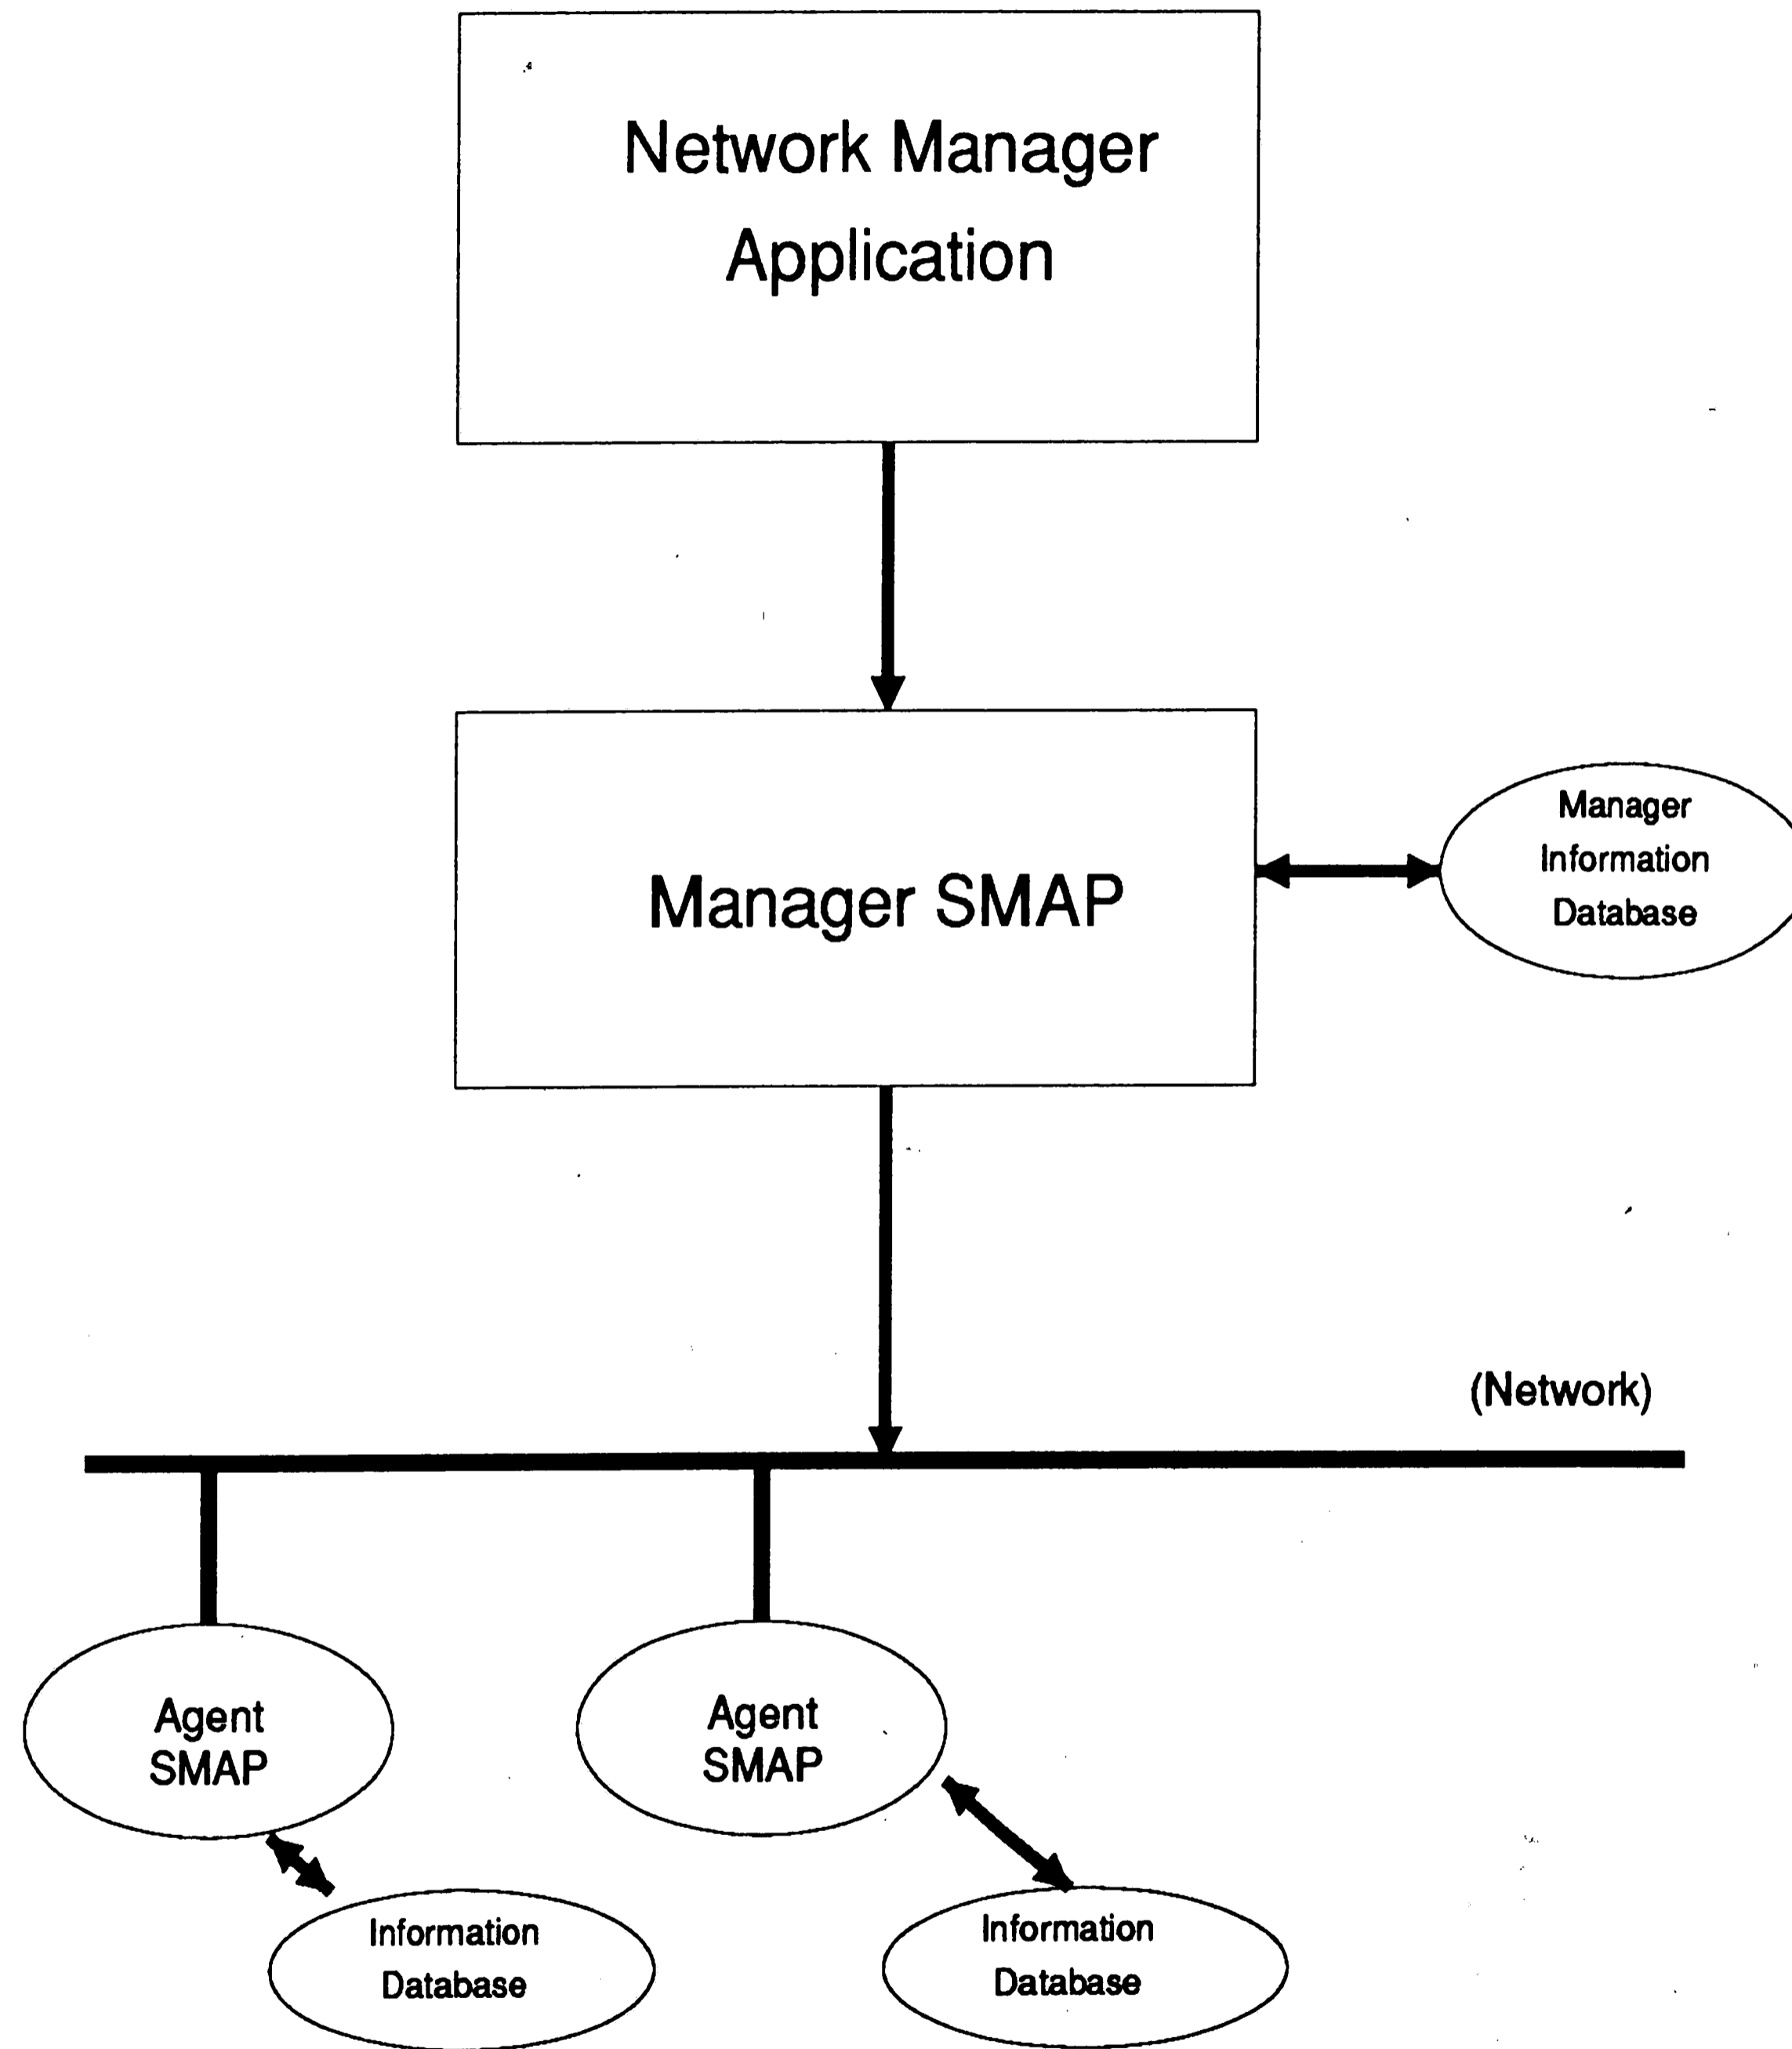 Network Manager
Application
Manager SMAP
Manager
Information
Database
(Network)
Agent
SMAP
Agent
SMAP
Information
Database
Information
Database